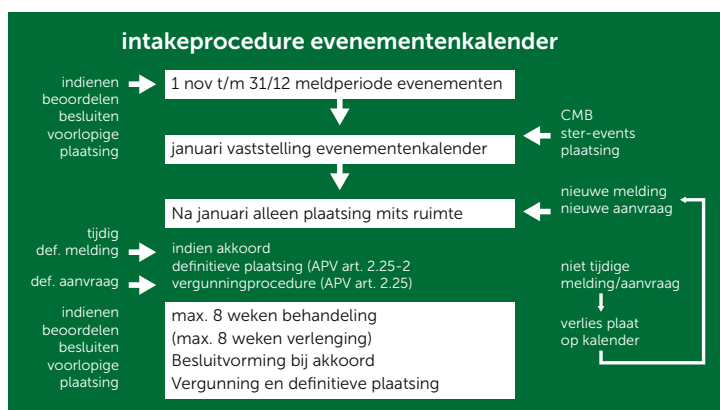 intakeprocedure evenementenkalender
indienen
beoordelen
besluiten
voorlopige
plaatsing
1 nov t/m 31/12 meldperiode evenementen
januari vaststelling evenementenkalender
CMB
ster-events
plaatsing
Na januari alleen plaatsing mits ruimte
nieuwe melding
nieuwe aanvraag
tijdig
def. melding
def. aanvraag
indien akkoord
definitieve plaatsing (APV art. 2.25-2
vergunningprocedure (APV art. 2.25)
niet tijdige
melding/aanvraag
verlies plaat
op kalender
indienen
beoordelen
besluiten
voorlopige
plaatsing
max. 8 weken behandeling
(max. 8 weken verlenging)
Besluitvorming bij akkoord
Vergunning en definitieve plaatsing